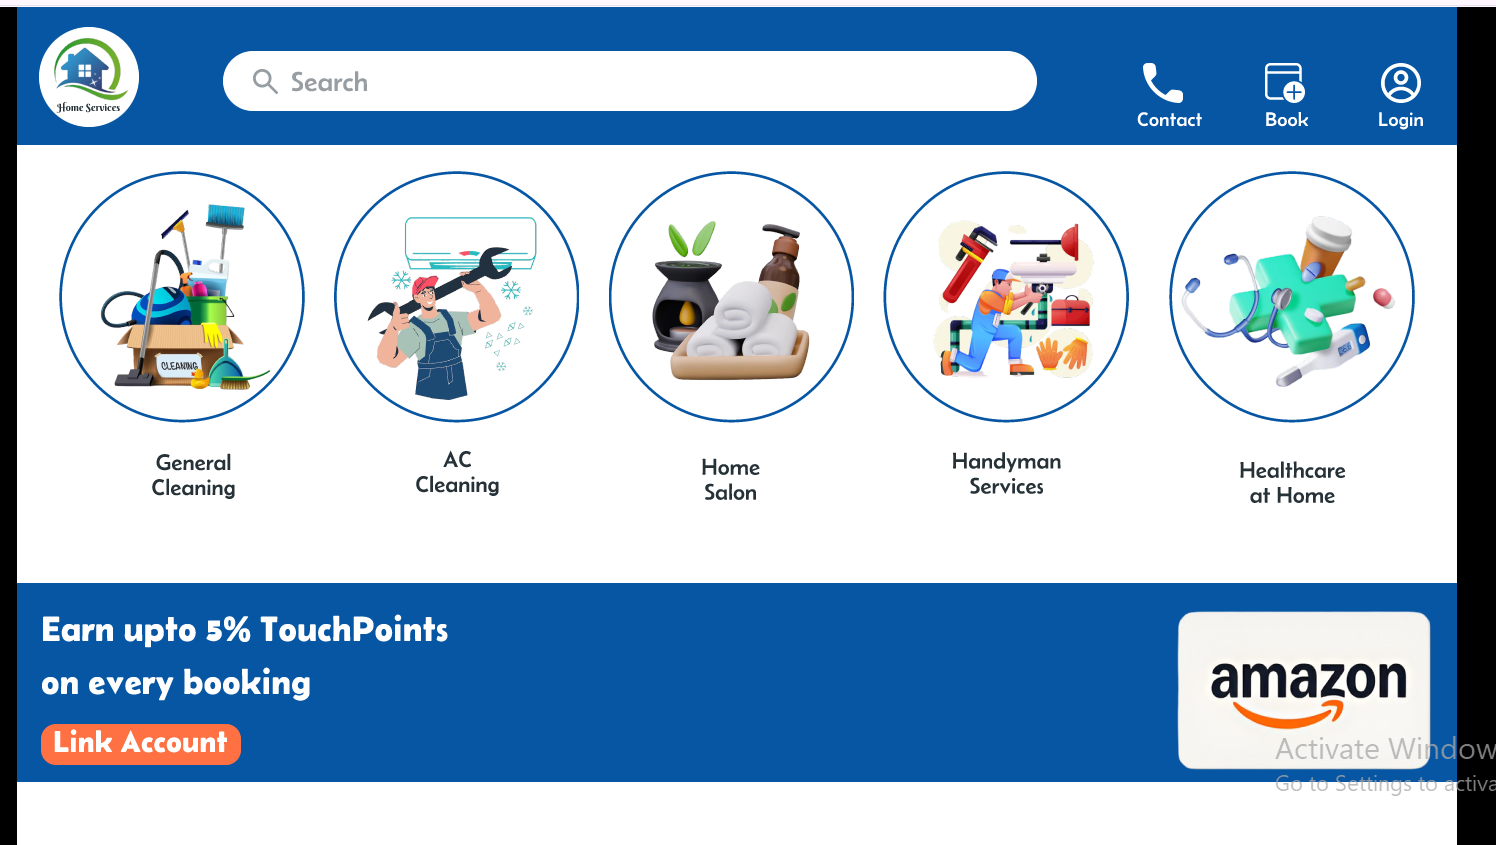 Home Services
Search
Contact
Book
Login
CLEANING
General
Cleaning
AC
Cleaning
Home
Salon
Handyman
Services
Healthcare
at Home
Earn upto 5% TouchPoints
on every booking
Link Account
amazon
Activate Window
Go to Settings to activa